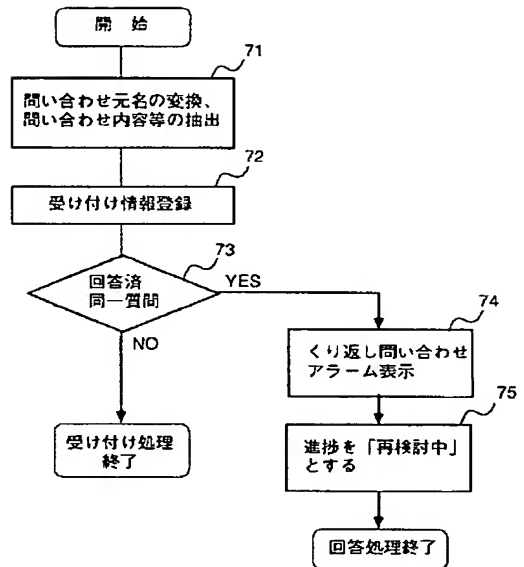 開 始
71
問い合わせ元名の変換、
問い合わせ内容等の抽出
72
受け付け情報登録
73
回答済
同一質問
YES
NO
74
くり返し問い合わせ
アラーム表示
75
進捗を「再検討中」
とする
受け付け処理
終了
回答処理終了